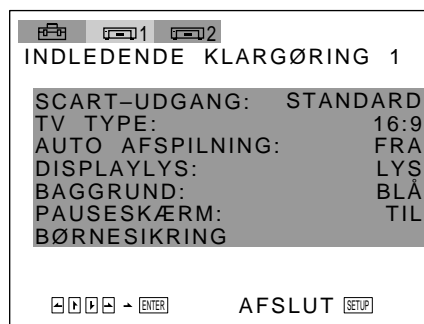 1 2
INDLEDENDE KLARGØRING 1
SCART–UDGANG: STANDARD
TV TYPE: 16:9
AUTO AFSPILNING: FRA
DISPLAYLYS: LYS
BAGGRUND: BLÅ
PAUSESKÆRM: TIL
BØRNESIKRING
ENTER AFSLUT SETUP